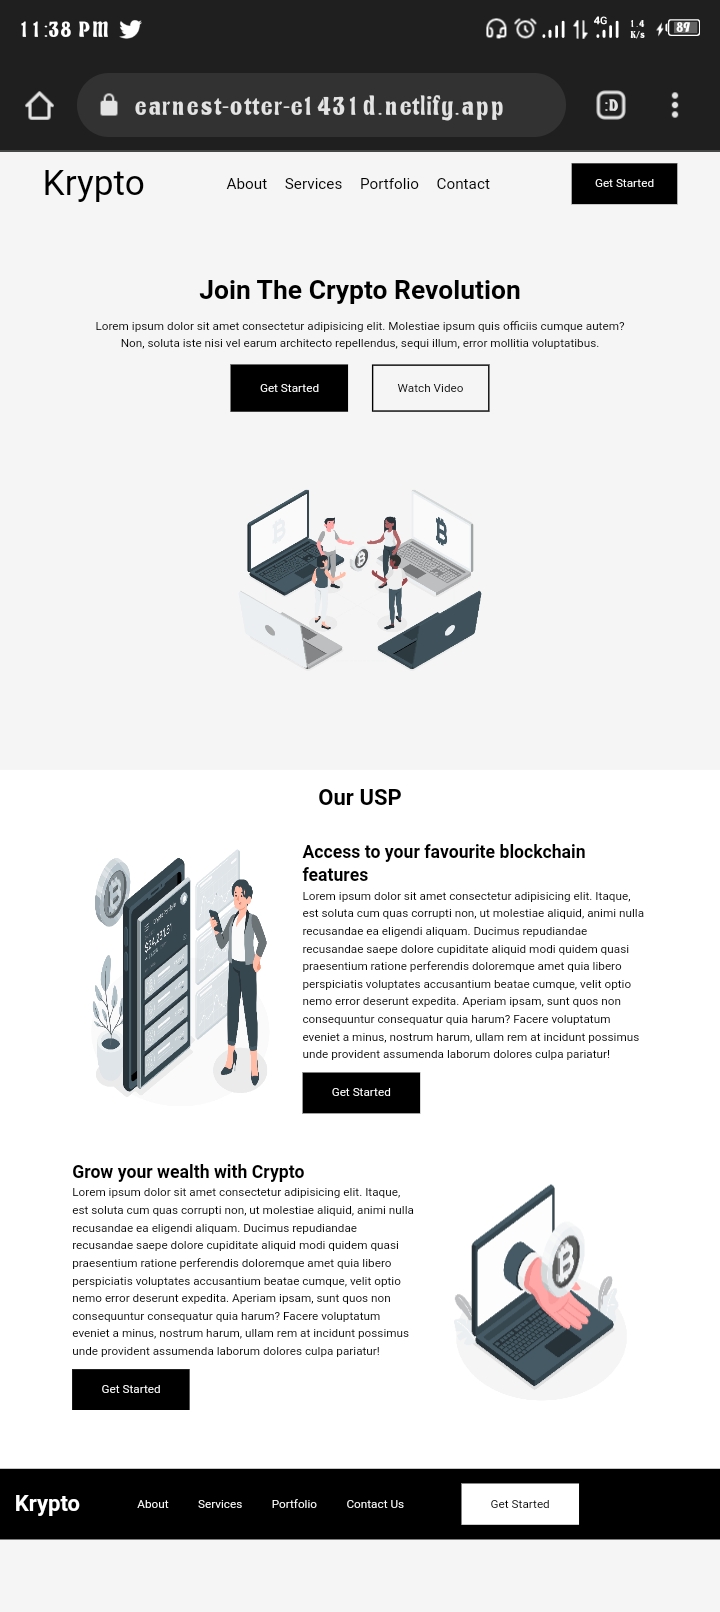 11:38 PM
4G
1.4
K/s
89
earnest-otter-e1431d.netlify.app
:D
Krypto
About Services Portfolio Contact
Get Started
Join The Crypto Revolution
Lorem ipsum dolor sit amet consectetur adipisicing elit. Molestiae ipsum quis officiis cumque autem?
Non, soluta iste nisi vel earum architecto repellendus, sequi illum, error mollitia voluptatibus.
Get Started
Watch Video
Our USP
Access to your favourite blockchain
features
Lorem ipsum dolor sit amet consectetur adipisicing elit. Itaque,
est soluta cum quas corrupti non, ut molestiae aliquid, animi nulla
recusandae ea eligendi aliquam. Ducimus repudiandae
recusandae saepe dolore cupiditate aliquid modi quidem quasi
praesentium ratione perferendis doloremque amet quia libero
perspiciatis voluptates accusantium beatae cumque, velit optio
nemo error deserunt expedita. Aperiam ipsam, sunt quos non
consequuntur consequatur quia harum? Facere voluptatum
eveniet a minus, nostrum harum, ullam rem at incidunt possimus
unde provident assumenda laborum dolores culpa pariatur!
Get Started
Grow your wealth with Crypto
Lorem ipsum dolor sit amet consectetur adipisicing elit. Itaque,
est soluta cum quas corrupti non, ut molestiae aliquid, animi nulla
recusandae ea eligendi aliquam. Ducimus repudiandae
recusandae saepe dolore cupiditate aliquid modi quidem quasi
praesentium ratione perferendis doloremque amet quia libero
perspiciatis voluptates accusantium beatae cumque, velit optio
nemo error deserunt expedita. Aperiam ipsam, sunt quos non
consequuntur consequatur quia harum? Facere voluptatum
eveniet a minus, nostrum harum, ullam rem at incidunt possimus
unde provident assumenda laborum dolores culpa pariatur!
Get Started
Krypto
About Services Portfolio Contact Us
Get Started